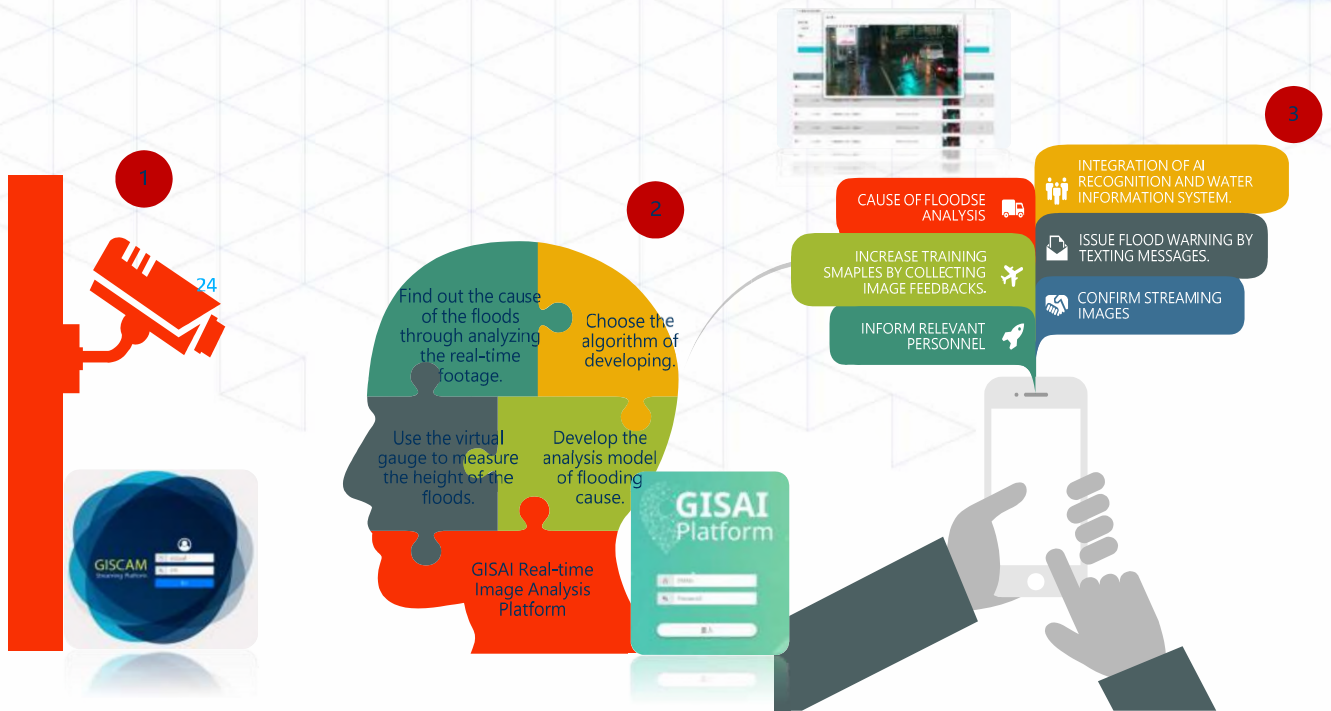 1
24
GISCAM
Streaming Platform
2
Find out the cause
of the floods
through analyzing
the real-time
footage.
Choose the
algorithm of
developing.
Use the virtual
gauge to measure
the height of the
floods.
Develop the
analysis model
of flooding
cause.
GISAI Real-time
Image Analysis
Platform
GISAI
Platform
Password
登入
3
CAUSE OF FLOODSE
ANALYSIS
INCREASE TRAINING
SMAPLES BY COLLECTING
IMAGE FEEDBACKS.
INFORM RELEVANT
PERSONNEL
INTEGRATION OF AI
RECOGNITION AND WATER
INFORMATION SYSTEM.
ISSUE FLOOD WARNING BY
TEXTING MESSAGES.
CONFIRM STREAMING
IMAGES